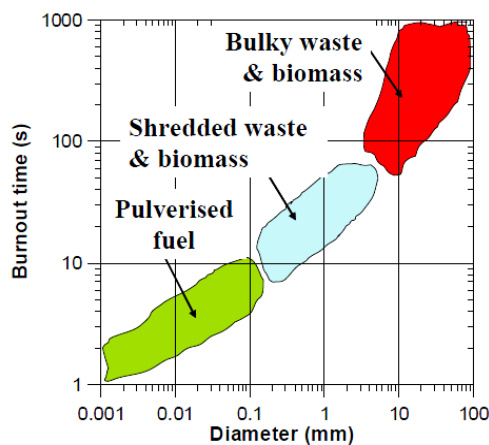 1000
Bulky waste
& biomass
Burnout time (s)
100
Shredded waste
& biomass
Pulverised
fuel
10
1
0.001 0.01 0.1 1 10 100
Diameter (mm)